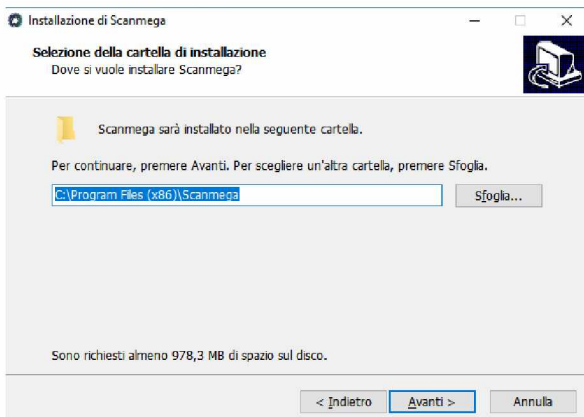 Installazione di Scanmega
Selezione della cartella di installazione
Dove si vuole installare Scanmega?
Scanmega sarà installato nella seguente cartella.
Per continuare, premere Avanti. Per scegliere un'altra cartella, premere Sfoglia.
C:\Program Files (x86)\Scanmega
Sfoglia...
Sono richiesti almeno 978,3 MB di spazio sul disco.
< Indietro Avanti > Annulla